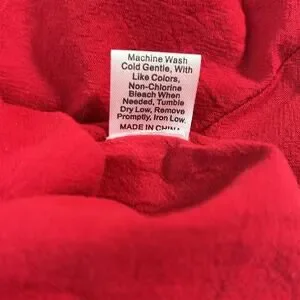 Machine Wash
Cold Gentle, With
Like Colors,
Non-Chlorine
Bleach When
Needed, Tumble
Dry Low, Remove
Promptly, Iron Low.
MADE IN CHINA